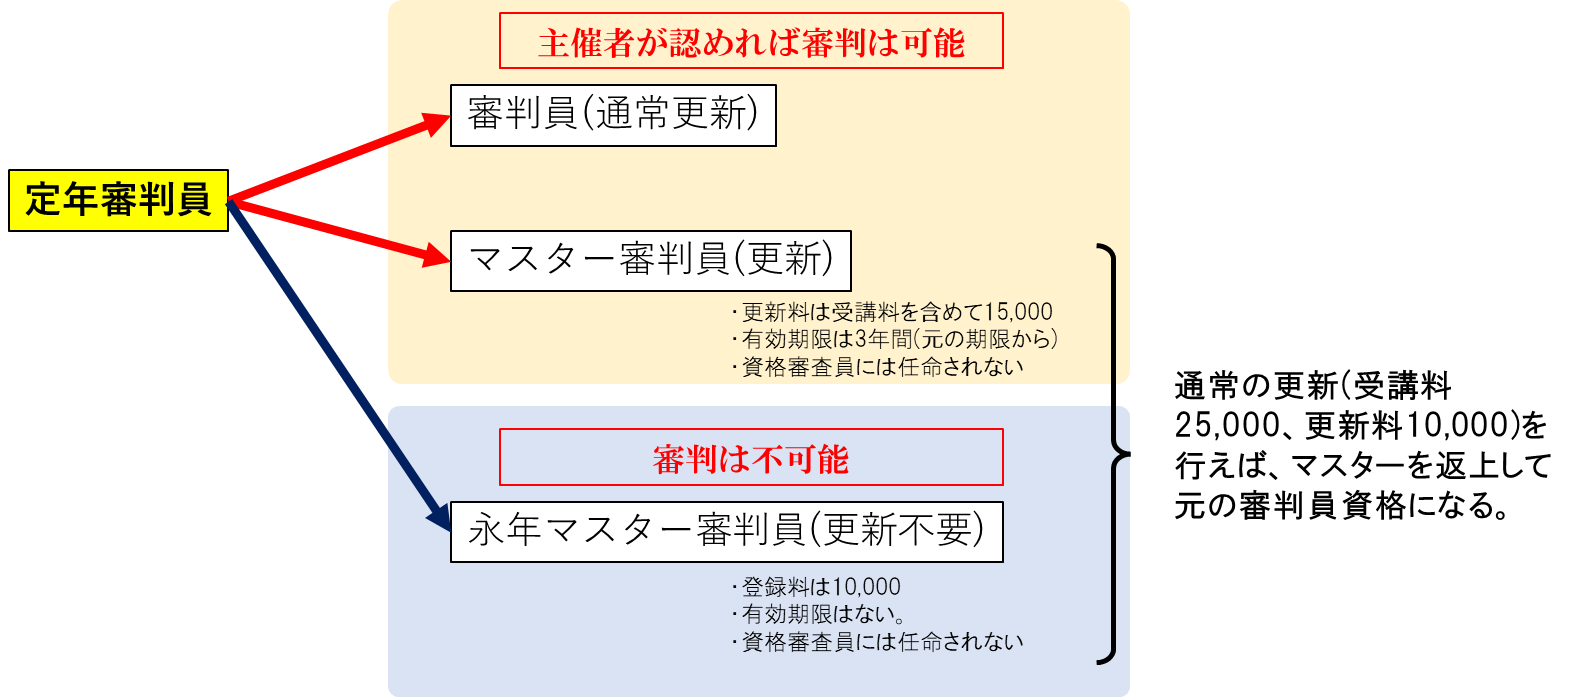 主催者が認めれば審判は可能
審判員(通常更新)
定年審判員
マスター審判員(更新)
・更新料は受講料を含めて15,000
・有効期限は3年間(元の期限から)
・資格審査員には任命されない
通常の更新(受講料
25,000、更新料10,000)を
行えば、マスターを返上して
元の審判員資格になる。
審判は不可能
永年マスター審判員(更新不要)
・登録料は10,000
・有効期限はない。
・資格審査員には任命されない